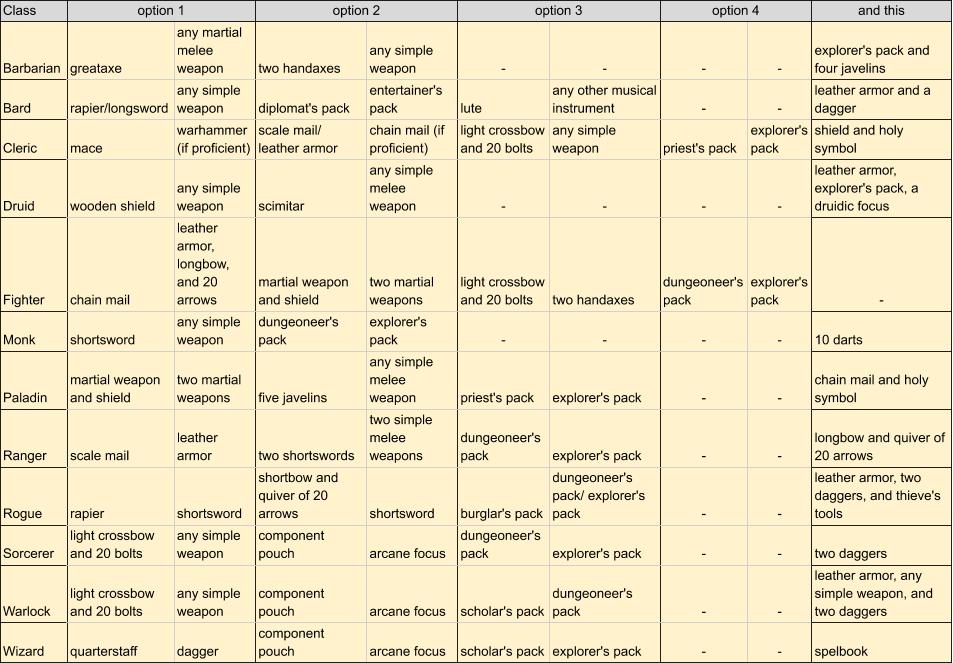 Class
option 1
option 2
option 3
option 4
and this
Barbarian
greataxe
any martial
melee
weapon
two handaxes
any simple
weapon
-
-
-
-
explorer's pack and
four javelins
Bard
rapier/longsword
any simple
weapon
diplomat's pack
entertainer's
pack
lute
any other musical
instrument
-
-
leather armor and a
dagger
Cleric
mace
warhammer
(if proficient)
scale mail/
leather armor
chain mail (if
proficient)
light crossbow
and 20 bolts
any simple
weapon
priest's pack
explorer's
pack
shield and holy
symbol
Druid
wooden shield
any simple
weapon
scimitar
any simple
melee
weapon
-
-
-
-
leather armor,
explorer's pack, a
druidic focus
Fighter
chain mail
leather
armor,
longbow,
and 20
arrows
martial weapon
and shield
two martial
weapons
light crossbow
and 20 bolts
two handaxes
dungeoneer's
pack
explorer's
pack
-
Monk
shortsword
any simple
weapon
dungeoneer's
pack
explorer's
pack
-
-
-
-
10 darts
Paladin
martial weapon
and shield
two martial
weapons
five javelins
any simple
melee
weapon
priest's pack
explorer's pack
-
-
chain mail and holy
symbol
Ranger
scale mail
leather
armor
two shortswords
two simple
melee
weapons
dungeoneer's
pack
explorer's pack
-
-
longbow and quiver of
20 arrows
Rogue
rapier
shortsword
shortbow and
quiver of 20
arrows
shortsword
burglar's pack
dungeoneer's
pack/ explorer's
pack
-
-
leather armor, two
daggers, and thieve's
tools
Sorcerer
light crossbow
and 20 bolts
any simple
weapon
component
pouch
arcane focus
dungeoneer's
pack
explorer's pack
-
-
two daggers
Warlock
light crossbow
and 20 bolts
any simple
weapon
component
pouch
arcane focus
scholar's pack
dungeoneer's
pack
-
-
leather armor, any
simple weapon, and
two daggers
Wizard
quarterstaff
dagger
component
pouch
arcane focus
scholar's pack
explorer's pack
-
-
spelbook